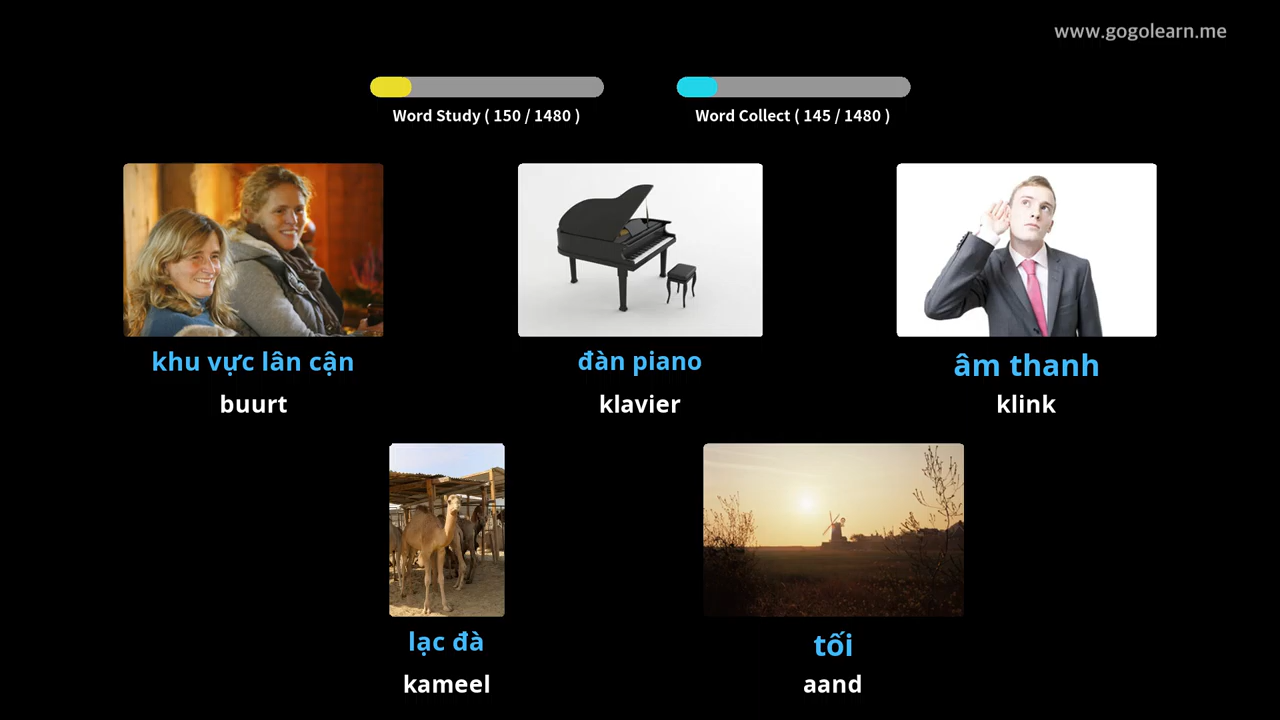 www.gogolearn.me
Word Study ( 150 / 1480 )
Word Collect ( 145 / 1480 )
khu vực lân cận
đàn piano
âm thanh
buurt
klavier
klink
lạc đà
tối
kameel
aand